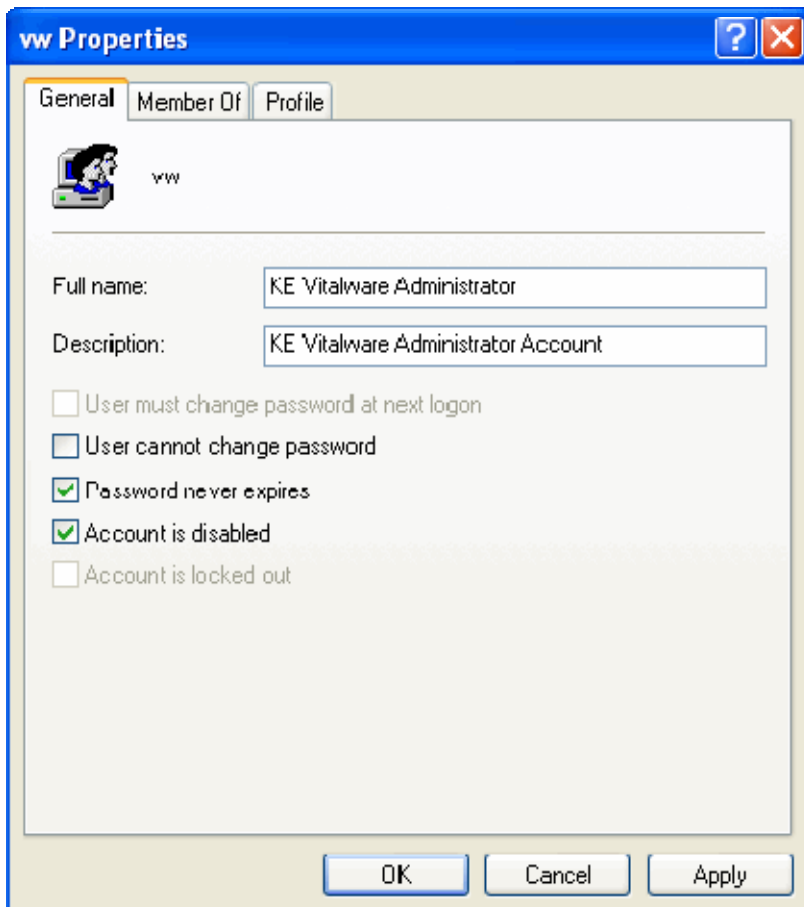 vw Properties
General Member Of Profile
vw
Full name: KE Vitalware Administrator
Description: KE Vitalware Administrator Account
User must change password at next logon
User cannot change password
Password never expires
Account is disabled
Account is locked out
OK Cancel Apply